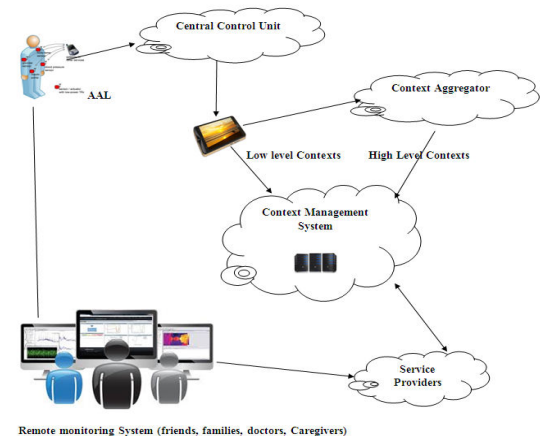 Central Control Unit
AAL
Context Aggregator
Low level Contexts
High Level Contexts
Context Management
System
Service
Providers
Remote monitoring System (friends, families, doctors, Caregivers)